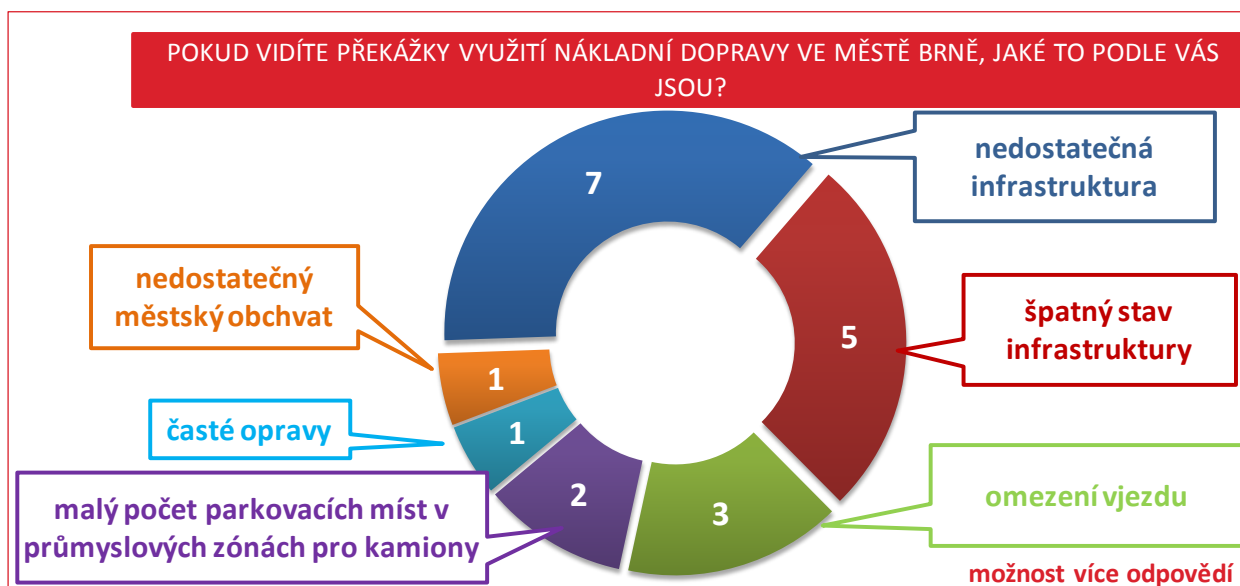 POKUD VIDÍTE PŘEKÁŽKY VYUŽITÍ NÁKLADNÍ DOPRAVY VE MĚSTĚ BRNĚ, JAKÉ TO PODLE VÁS
JSOU?
7
nedostatečná
infrastruktura
5
špatný stav
infrastruktury
3
omezení vjezdu
2
malý počet parkovacích míst v
průmyslových zónách pro kamiony
1
časté opravy
1
nedostatečný
městský obchvat
možnost více odpovědí